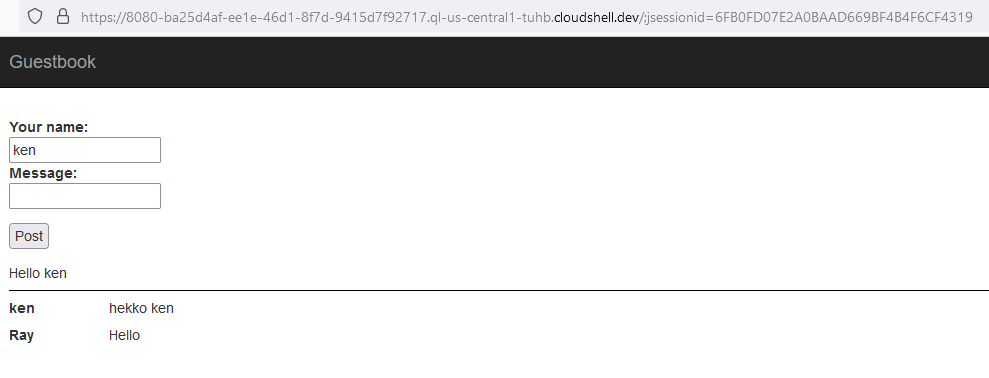 https://8080-ba25d4af-ee1e-46d1-8f7d-9415d7f92717.ql-us-central1-tuhb.cloudshell.dev/;jsessionid=6FB0FD07E2A0BAAD669BF4B4F6CF4319
Guestbook
Your name:
ken
Message:
Post
Hello ken
ken hekko ken
Ray Hello